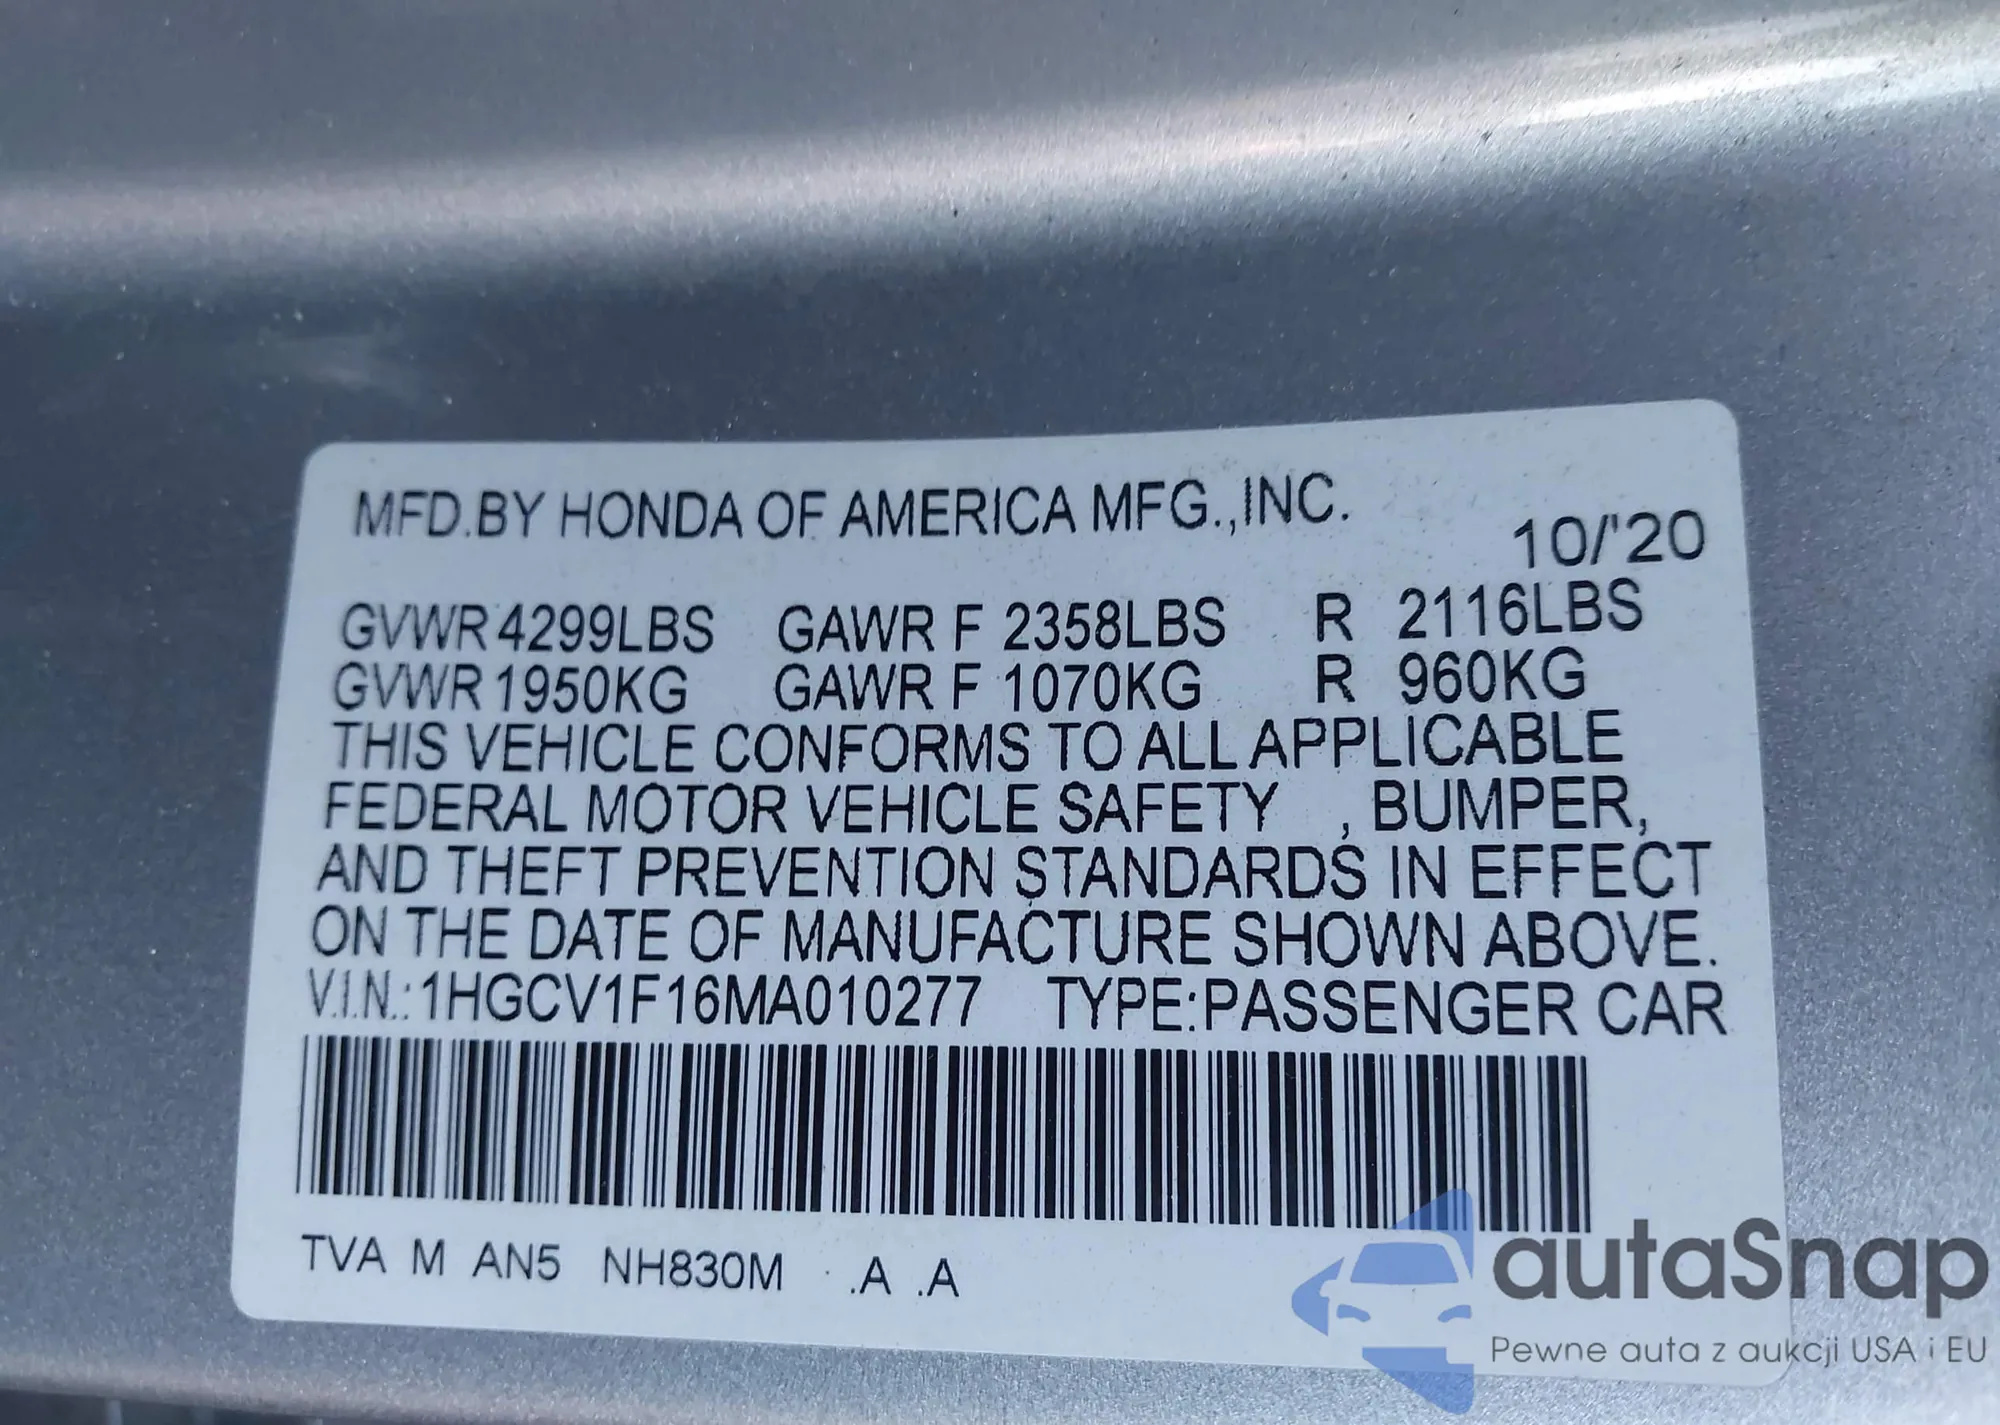 MFD.BY HONDA OF AMERICA MFG.,INC.
10/'20
GVWR 4299LBS GAWR F 2358LBS R 2116LBS
GVWR 1950KG GAWR F 1070KG R 960KG
THIS VEHICLE CONFORMS TO ALL APPLICABLE
FEDERAL MOTOR VEHICLE SAFETY , BUMPER,
AND THEFT PREVENTION STANDARDS IN EFFECT
ON THE DATE OF MANUFACTURE SHOWN ABOVE.
V.I.N.:1HGCV1F16MA010277 TYPE:PASSENGER CAR
TVA M AN5 NH830M .A .A
autaSnap
Pewne auta z aukcji USA i EU